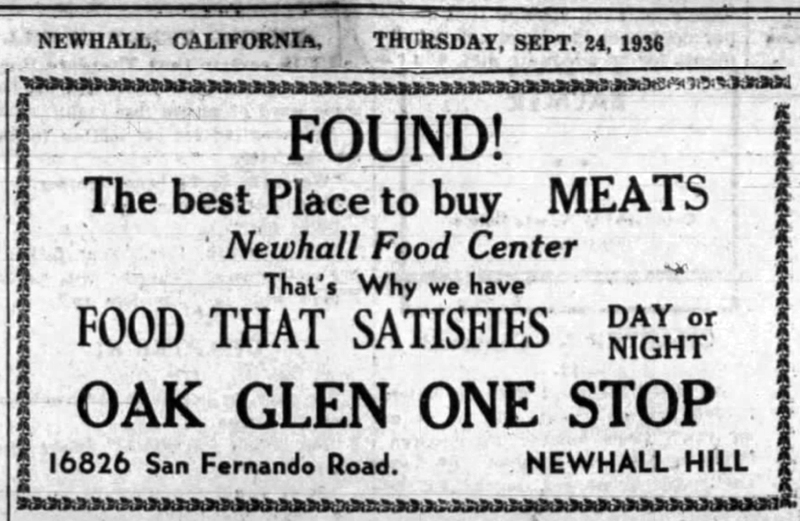 NEWHALL, CALIFORNIA, THURSDAY, SEPT. 24, 1936
FOUND!
The best Place to buy MEATS
Newhall Food Center
That's Why we have
FOOD THAT SATISFIES DAY or NIGHT
OAK GLEN ONE STOP
16826 San Fernando Road. NEWHALL HILL